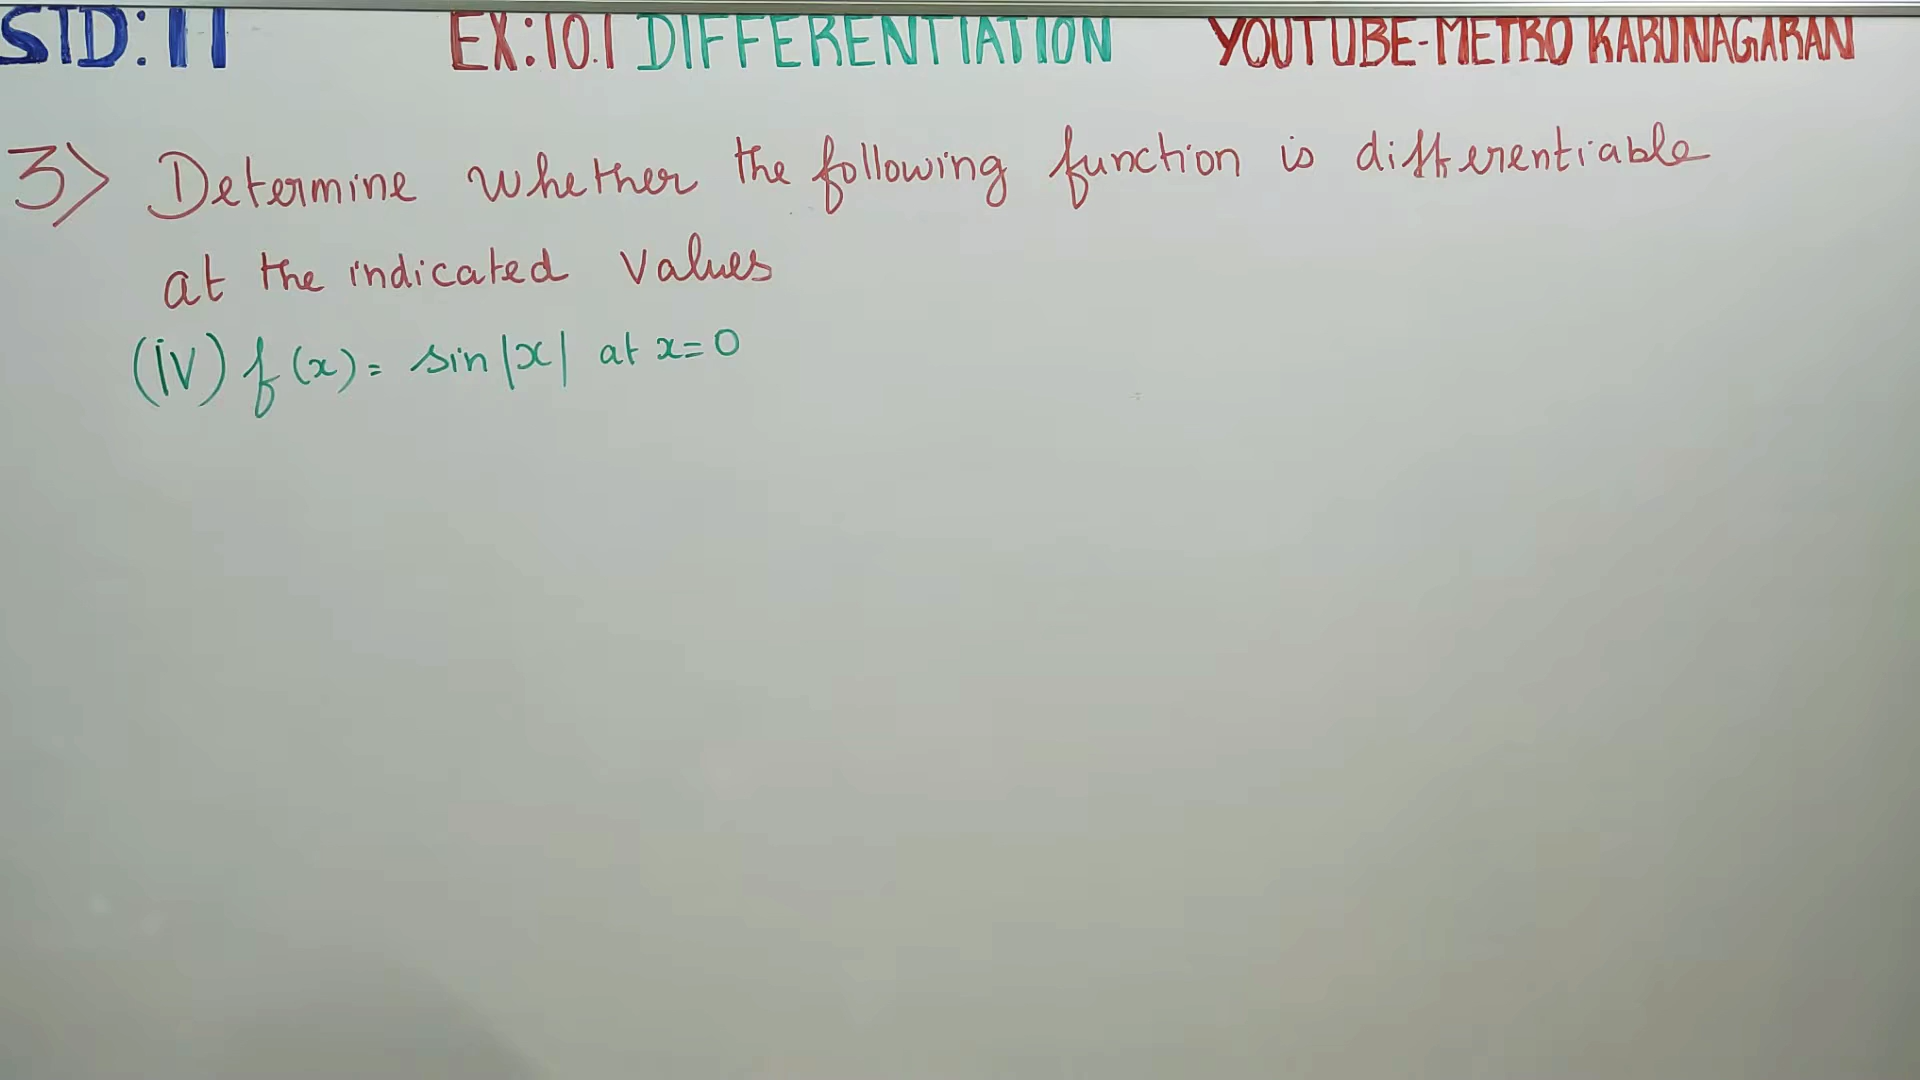 STD: 11 EX:10.1 DIFFERENTIATION YOUTUBE-METRO KARUNAGARAN
3> Determine whether the following function is differentiable
at the indicated values
(iv) f(x) = sin|x| at x=0